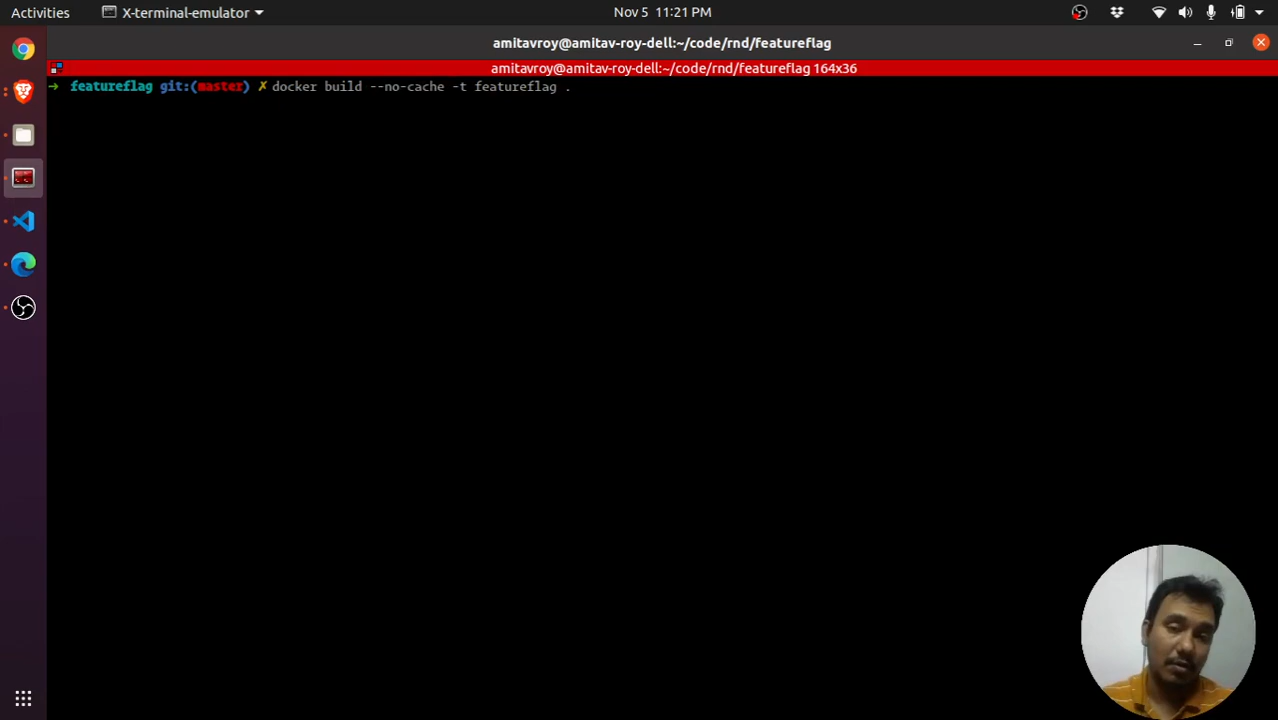 Activities X-terminal-emulator Nov 5 11:21 PM
amitavroy@amitav-roy-dell:~/code/rnd/featureflag
amitavroy@amitav-roy-dell:~/code/rnd/featureflag 164x36
➜ featureflag git:(master) ✗ docker build --no-cache -t featureflag .